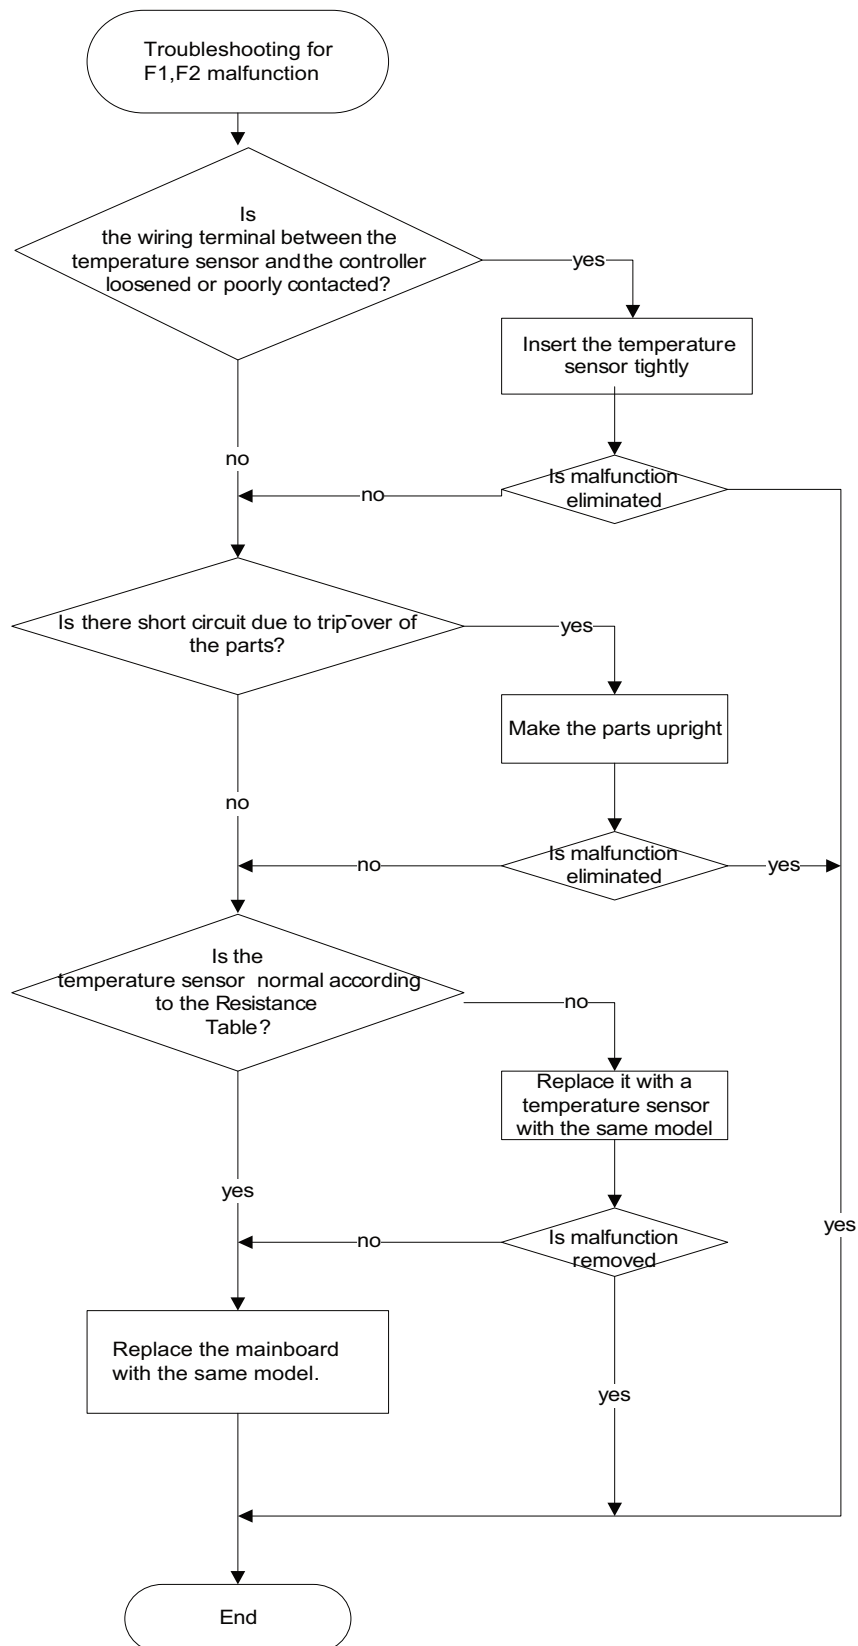 Troubleshooting for
F1,F2 malfunction
Is
the wiring terminal between the
temperature sensor and the controller
loosened or poorly contacted?
yes
Insert the temperature
sensor tightly
no
Is malfunction
eliminated
no
Is there short circuit due to trip-over of
the parts?
yes
Make the parts upright
no
Is malfunction
eliminated
no
yes
Is the
temperature sensor normal according
to the Resistance
Table?
no
Replace it with a
temperature sensor
with the same model
yes
Is malfunction
removed
no
yes
Replace the mainboard
with the same model.
yes
End